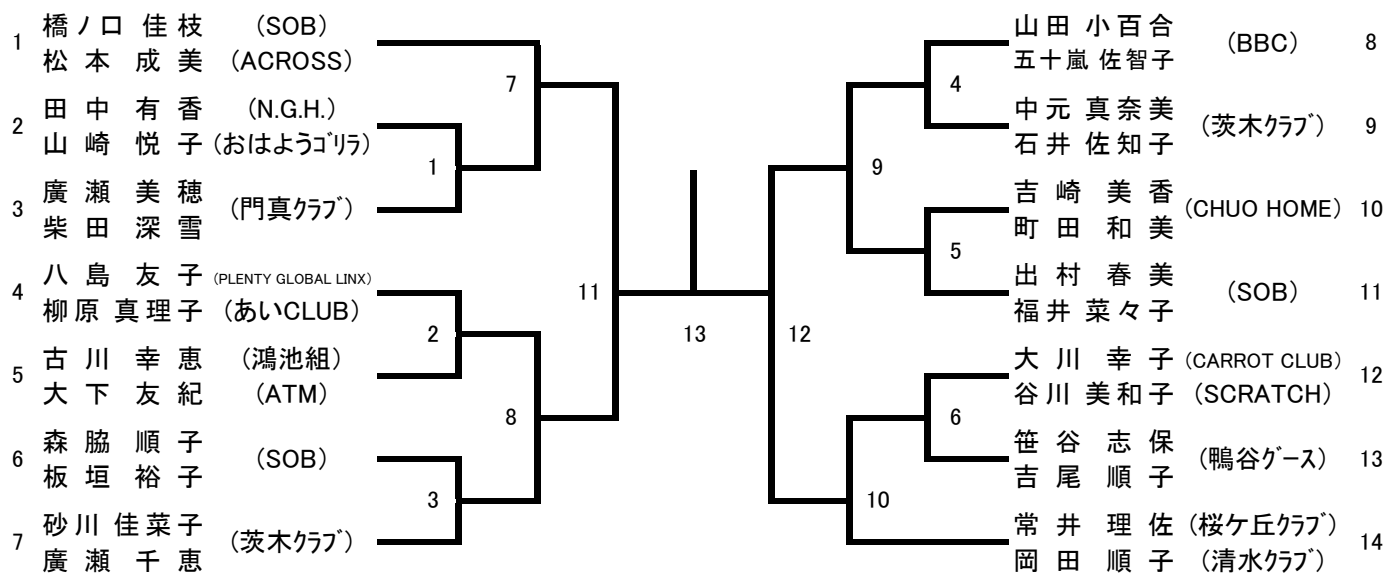 1 橋ノ口 佳枝 (SOB)
松本 成美 (ACROSS)
2 田中 有香 (N.G.H.)
山崎 悦子 (おはようｺﾞﾘﾗ)
3 廣瀬 美穂 (門真ｸﾗﾌﾞ)
柴田 深雪
4 八島 友子 (PLENTY GLOBAL LINX)
柳原 真理子 (あいCLUB)
5 古川 幸恵 (鴻池組)
大下 友紀 (ATM)
6 森脇 順子 (SOB)
板垣 裕子
7 砂川 佳菜子 (茨木ｸﾗﾌﾞ)
廣瀬 千恵
7
1
2
8
3
11
13
12
9
4
5
6
10
山田 小百合 (BBC) 8
五十嵐 佐智子
中元 真奈美 (茨木ｸﾗﾌﾞ) 9
石井 佐知子
吉崎 美香 (CHUO HOME) 10
町田 和美
出村 春美 (SOB) 11
福井 菜々子
大川 幸子 (CARROT CLUB) 12
谷川 美和子 (SCRATCH)
笹谷 志保 (鴨谷ｸﾞｰｽ) 13
吉尾 順子
常井 理佐 (桜ケ丘ｸﾗﾌﾞ) 14
岡田 順子 (清水ｸﾗﾌﾞ)